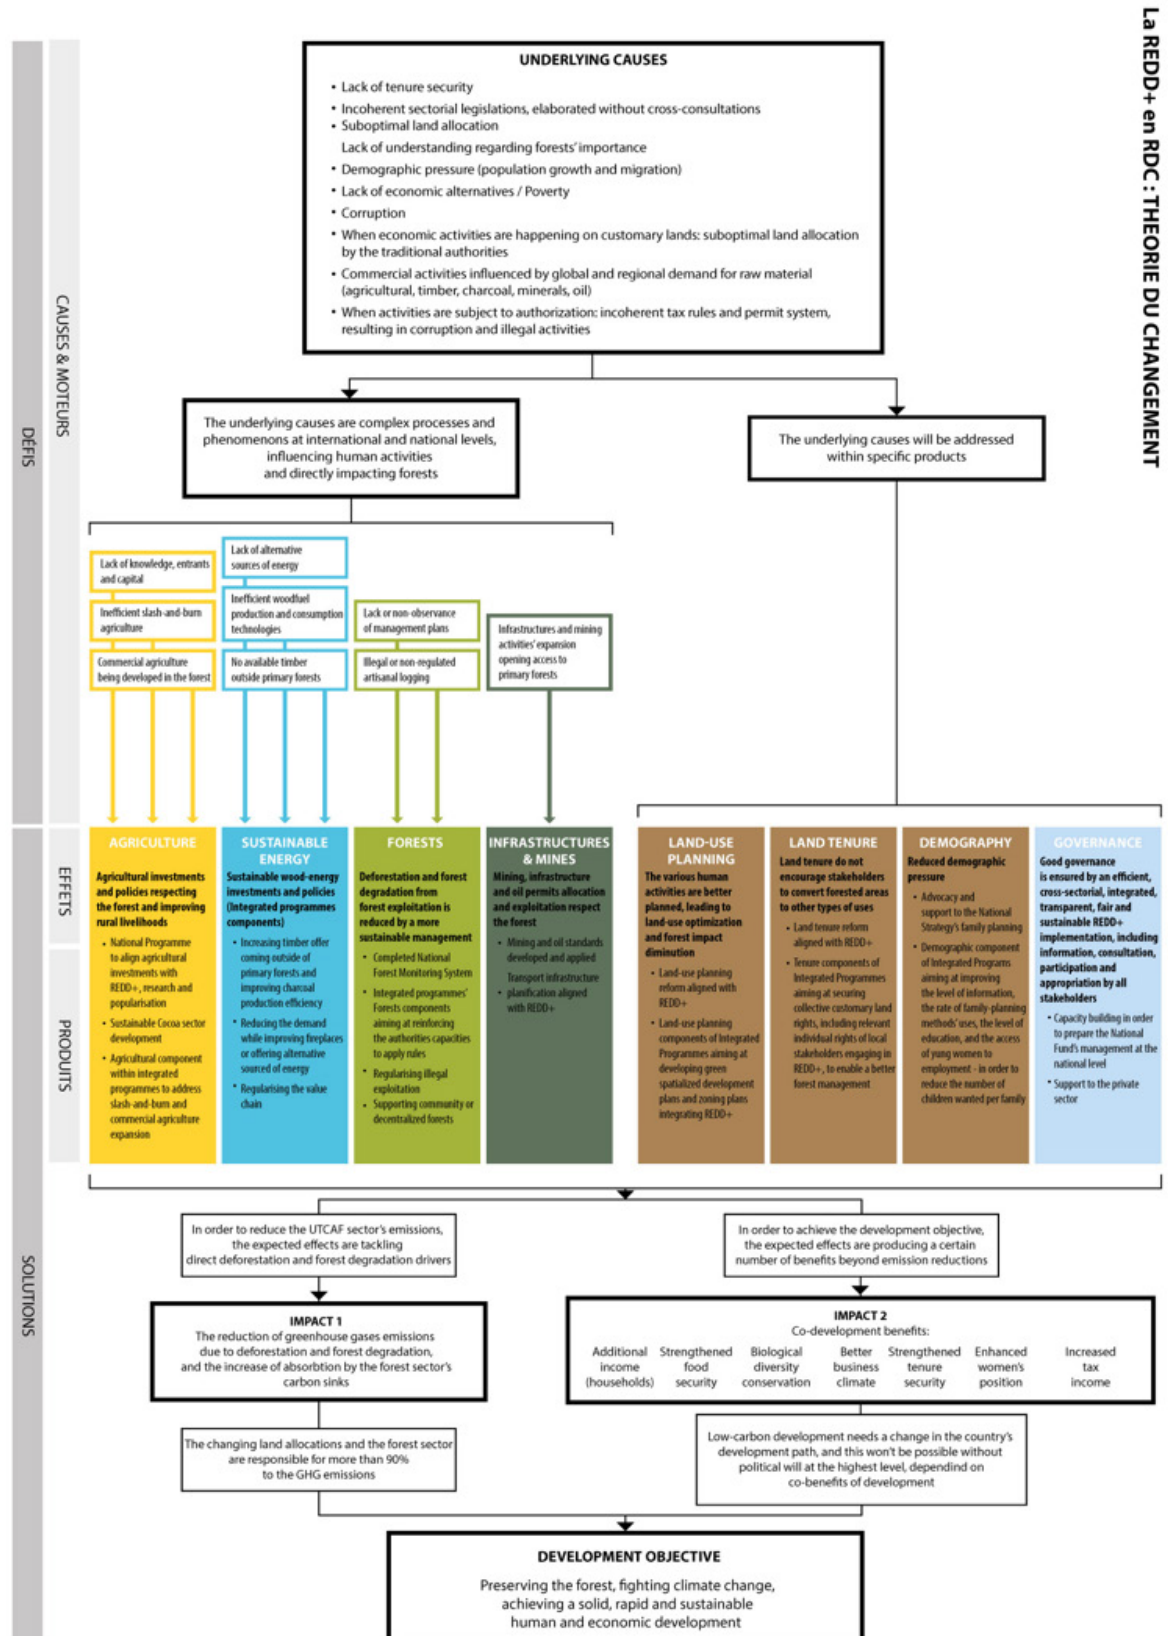 La REDD+ en RDC : THEORIE DU CHANGEMENT
DÉFIS
CAUSES & MOTEURS
UNDERLYING CAUSES
• Lack of tenure security
• Incoherent sectorial legislations, elaborated without cross-consultations
• Suboptimal land allocation
Lack of understanding regarding forests' importance
• Demographic pressure (population growth and migration)
• Lack of economic alternatives / Poverty
• Corruption
• When economic activities are happening on customary lands: suboptimal land allocation
by the traditional authorities
• Commercial activities influenced by global and regional demand for raw material
(agricultural, timber, charcoal, minerals, oil)
• When activities are subject to authorization: incoherent tax rules and permit system,
resulting in corruption and illegal activities
The underlying causes are complex processes and
phenomenons at international and national levels,
influencing human activities
and directly impacting forests
The underlying causes will be addressed
within specific products
Lack of knowledge, entrants
and capital
Inefficient slash-and-burn
agriculture
Commercial agriculture
being developed in the forest
Lack of alternative
sources of energy
Inefficient woodfuel
production and consumption
technologies
No available timber
outside primary forests
Lack or non-observance
of management plans
Illegal or non-regulated
artisanal logging
Infrastructures and mining
activities' expansion
opening access to
primary forests
SOLUTIONS
EFFETS
PRODUITS
AGRICULTURE
Agricultural investments
and policies respecting
the forest and improving
rural livelihoods
• National Programme
to align agricultural
investments with
REDD+, research and
popularisation
• Sustainable Cocoa sector
development
• Agricultural component
within integrated
programmes to address
slash-and-burn and
commercial agriculture
expansion
SUSTAINABLE
ENERGY
Sustainable wood-energy
investments and policies
(Integrated programmes
components)
• Increasing timber offer
coming outside of
primary forests and
improving charcoal
production efficiency
• Reducing the demand
while improving fireplaces
or offering alternative
sourced of energy
• Regularising the value
chain
FORESTS
Deforestation and forest
degradation from
forest exploitation is
reduced by a more
sustainable management
• Completed National
Forest Monitoring System
• Integrated programmes'
Forests components
aiming at reinforcing
the authorities capacities
to apply rules
• Regularising illegal
exploitation
• Supporting community or
decentralized forests
INFRASTRUCTURES
& MINES
Mining, infrastructure
and oil permits allocation
and exploitation respect
the forest
• Mining and oil standards
developed and applied
Transport infrastructure
• planification aligned
with REDD+
LAND-USE
PLANNING
The various human
activities are better
planned, leading to
land-use optimization
and forest impact
diminution
• Land-use planning
reform aligned with
REDD+
• Land-use planning
components of Integrated
Programmes aiming at
developing green
spatialized development
plans and zoning plans
integrating REDD+
LAND TENURE
Land tenure do not
encourage stakeholders
to convert forested areas
to other types of uses
• Land tenure reform
aligned with REDD+
• Tenure components of
Integrated Programmes
aiming at securing
collective customary land
rights, including relevant
individual rights of local
stakeholders engaging in
REDD+, to enable a better
forest management
DEMOGRAPHY
Reduced demographic
pressure
• Advocacy and
support to the National
Strategy's family planning
• Demographic component
of Integrated Programs
aiming at improving
the level of information,
the rate of family-planning
methods'uses, the level of
education, and the access
of yung women to
employment - in order to
reduce the number of
children wanted per family
GOVERNANCE
Good governance
is ensured by an efficient,
cross-sectorial, integrated,
transparent, fair and
sustainable REDD+
implementation, including
information, consultation,
participation and
appropriation by all
stakeholders
• Capacity building in order
to prepare the National
Fund's management at the
national level
• Support to the private
sector
In order to reduce the UTCAF sector's emissions,
the expected effects are tackling
direct deforestation and forest degradation drivers
In order to achieve the development objective,
the expected effects are producing a certain
number of benefits beyond emission reductions
IMPACT 1
The reduction of greenhouse gases emissions
due to deforestation and forest degradation,
and the increase of absorbtion by the forest sector's
carbon sinks
IMPACT 2
Co-development benefits:
Additional
income
(households)
Strengthened
food
security
Biological
diversity
conservation
Better
business
climate
Strengthened
tenure
security
Enhanced
women's
position
Increased
tax
income
The changing land allocations and the forest sector
are responsible for more than 90%
to the GHG emissions
Low-carbon development needs a change in the country's
development path, and this won't be possible without
political will at the highest level, dependind on
co-benefits of development
DEVELOPMENT OBJECTIVE
Preserving the forest, fighting climate change,
achieving a solid, rapid and sustainable
human and economic development